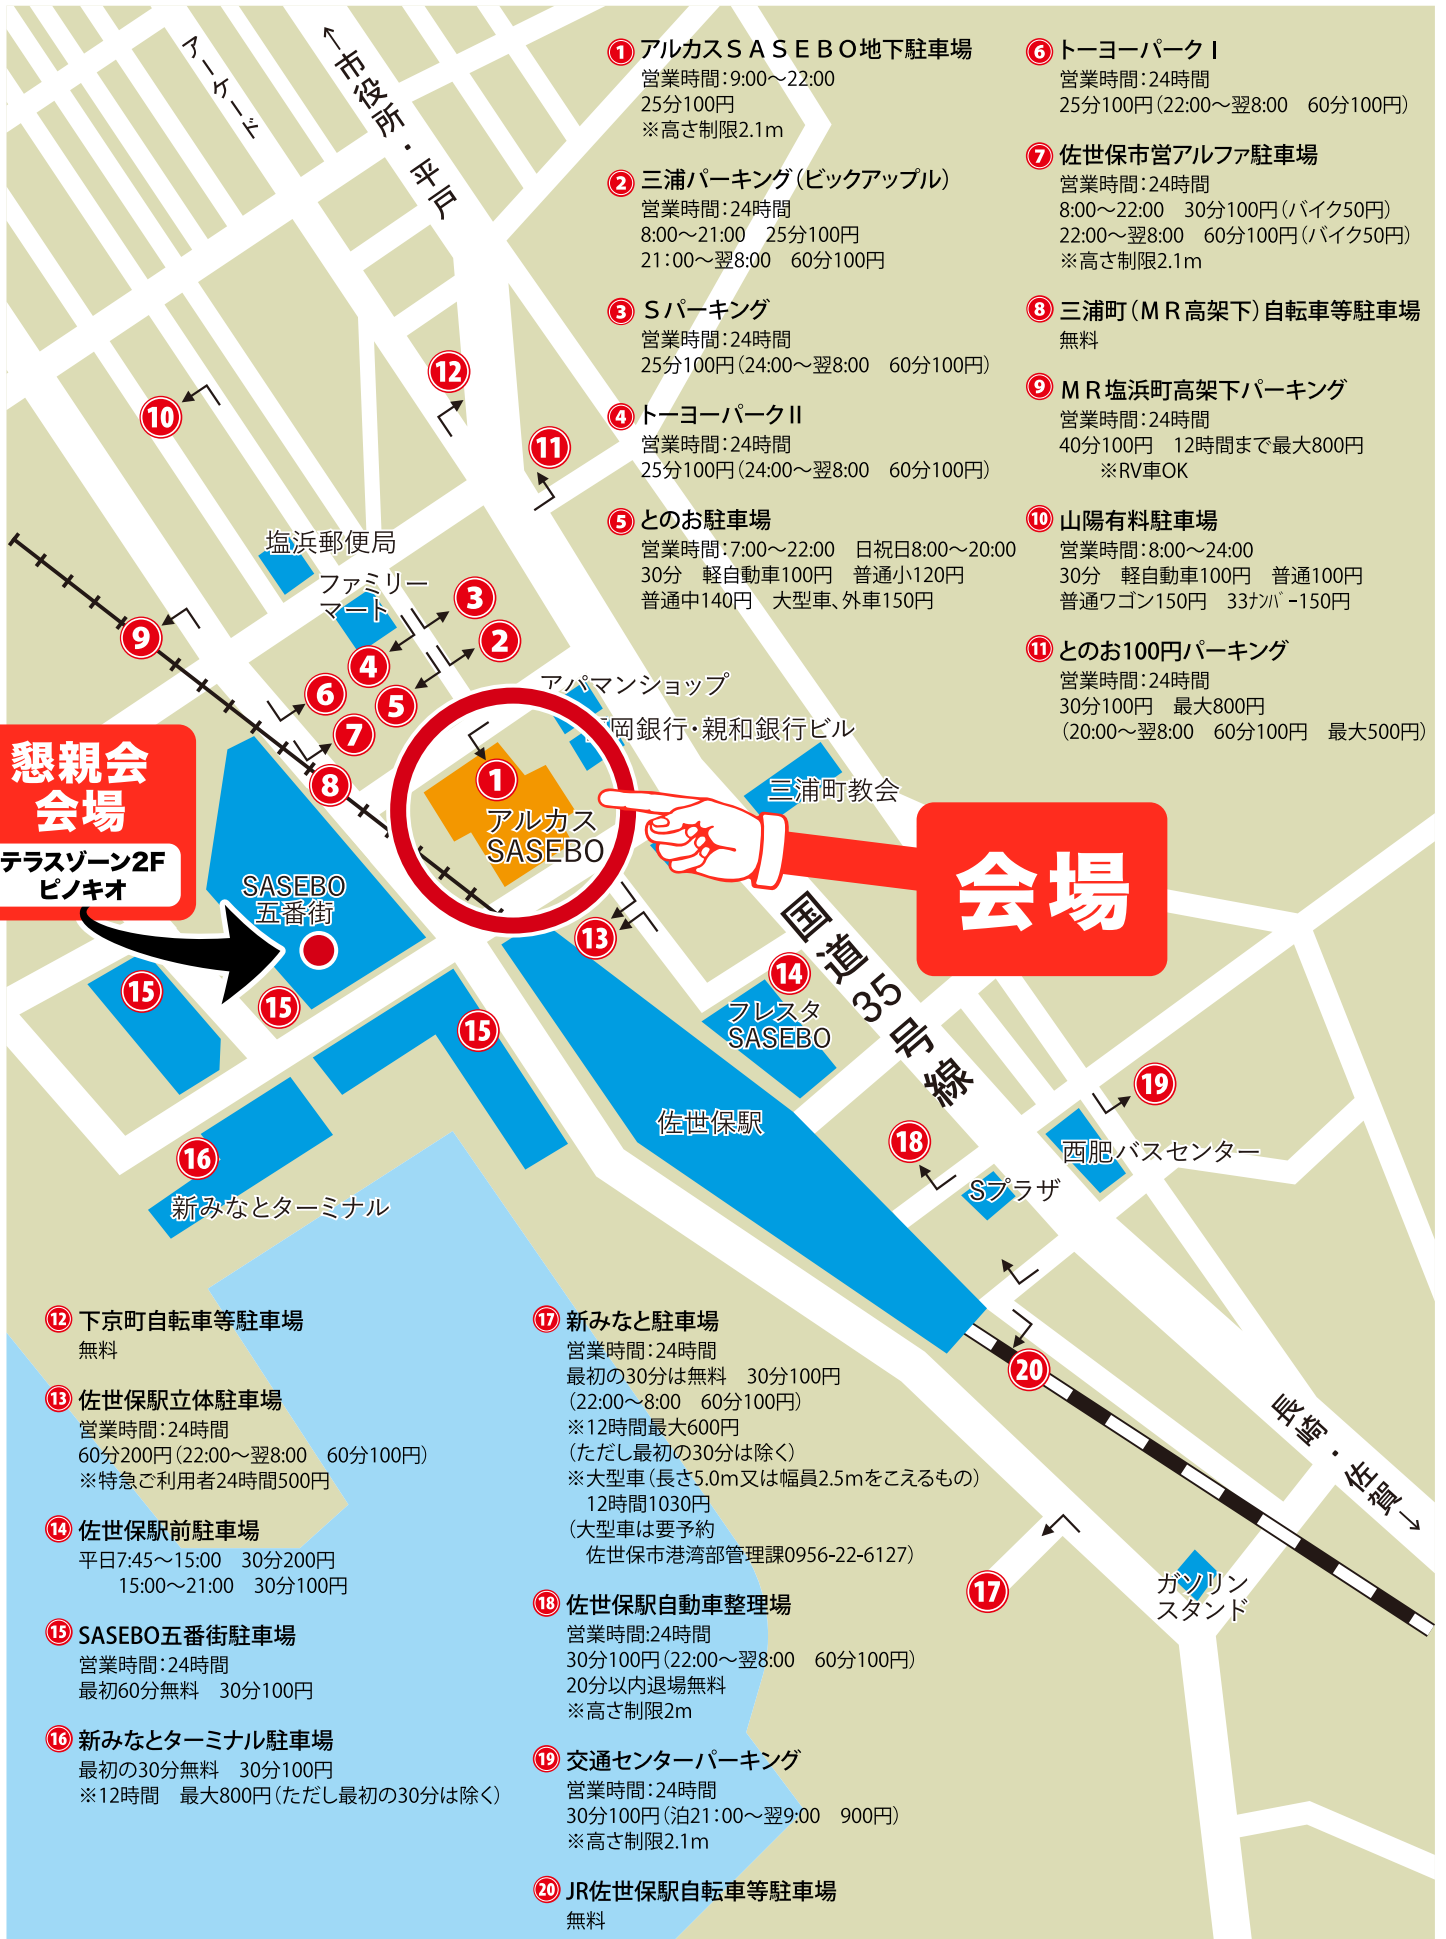 アーケード
←市役所・平戸
① アルカスＳＡＳＥＢＯ地下駐車場
営業時間：9:00～22:00
25分100円
※高さ制限2.1m
② 三浦パーキング（ビックアップル）
営業時間：24時間
8:00～21:00　25分100円
21：00～翌8:00　60分100円
③ Ｓパーキング
営業時間：24時間
25分100円（24:00～翌8:00　60分100円）
④ トーヨーパークⅡ
営業時間：24時間
25分100円（24:00～翌8:00　60分100円）
⑤ とのお駐車場
営業時間：7:00～22:00　日祝日8:00～20:00
30分　軽自動車100円　普通小120円
普通中140円　大型車、外車150円
⑥ トーヨーパークⅠ
営業時間：24時間
25分100円（22:00～翌8:00　60分100円）
⑦ 佐世保市営アルファ駐車場
営業時間：24時間
8:00～22:00　30分100円（バイク50円）
22:00～翌8:00　60分100円（バイク50円）
※高さ制限2.1m
⑧ 三浦町（ＭＲ高架下）自転車等駐車場
無料
⑨ ＭＲ塩浜町高架下パーキング
営業時間：24時間
40分100円　12時間まで最大800円
※RV車OK
⑩ 山陽有料駐車場
営業時間：8:00～24:00
30分　軽自動車100円　普通100円
普通ワゴン150円　33ﾅﾝﾊﾞｰ150円
⑪ とのお100円パーキング
営業時間：24時間
30分100円　最大800円
（20:00～翌8:00　60分100円　最大500円）
⑫
⑩
⑪
塩浜郵便局
ファミリー
マート
③
⑨
②
④
⑥
⑤
⑦
アパマンショップ
岡銀行・親和銀行ビル
⑧
①
三浦町教会
アルカス
SASEBO
懇親会
会場
テラスゾーン2F
ピノキオ
会場
SASEBO
五番街
国道35号線
⑬
⑭
⑮
⑮
⑮
フレスタ
SASEBO
佐世保駅
⑲
⑱
西肥バスセンター
Sプラザ
⑯
新みなとターミナル
⑳
長崎・佐賀→
⑰
ガソリン
スタンド
⑫ 下京町自転車等駐車場
無料
⑬ 佐世保駅立体駐車場
営業時間：24時間
60分200円（22:00～翌8:00　60分100円）
※特急ご利用者24時間500円
⑭ 佐世保駅前駐車場
平日7:45～15:00　30分200円
15:00～21:00　30分100円
⑮ SASEBO五番街駐車場
営業時間：24時間
最初60分無料　30分100円
⑯ 新みなとターミナル駐車場
最初の30分無料　30分100円
※12時間　最大800円（ただし最初の30分は除く）
⑰ 新みなと駐車場
営業時間：24時間
最初の30分は無料　30分100円
（22:00～8:00　60分100円）
※12時間最大600円
（ただし最初の30分は除く）
※大型車（長さ5.0m又は幅員2.5mをこえるもの）
12時間1030円
（大型車は要予約
佐世保市港湾部管理課0956-22-6127）
⑱ 佐世保駅自動車整理場
営業時間:24時間
30分100円（22:00～翌8:00　60分100円）
20分以内退場無料
※高さ制限2m
⑲ 交通センターパーキング
営業時間：24時間
30分100円（泊21：00～翌9:00　900円）
※高さ制限2.1m
⑳ JR佐世保駅自転車等駐車場
無料